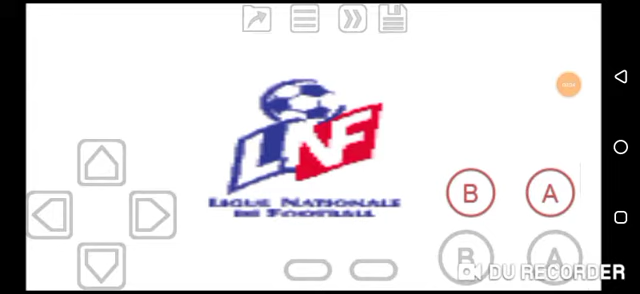 LNF
LIGUE NATIONALE
DE FOOTBALL
B
A
B
A
DU RECORDER